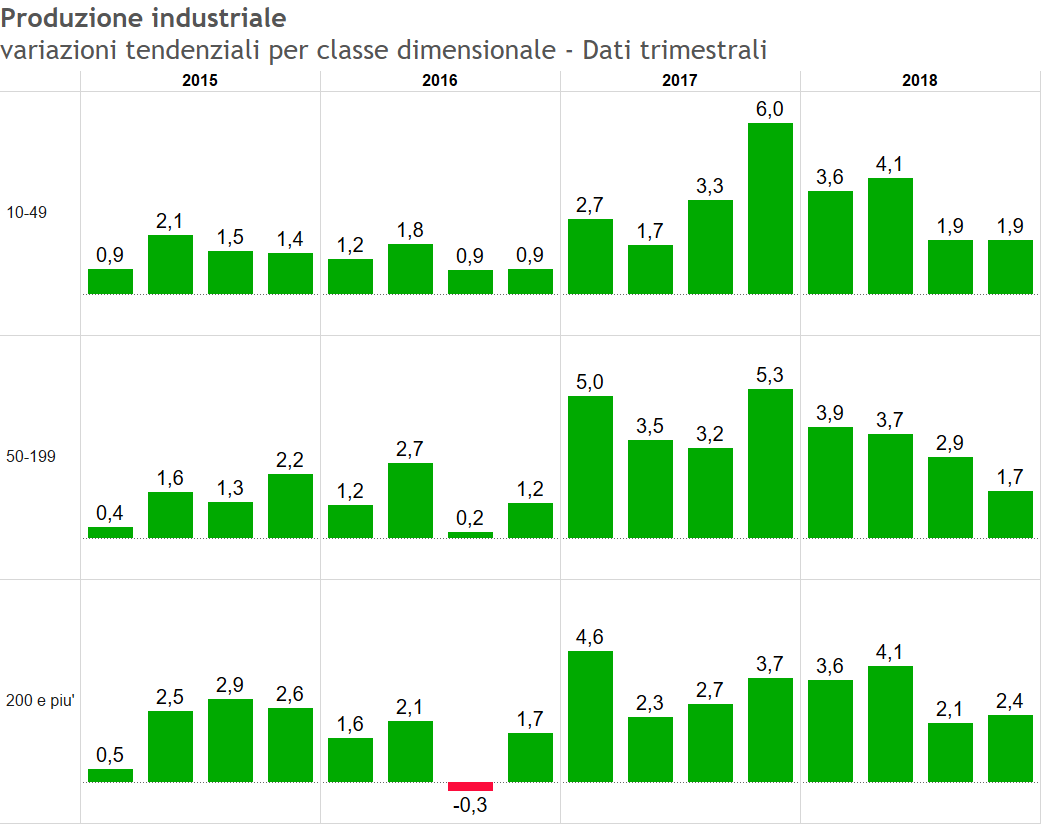 Produzione industriale
variazioni tendenziali per classe dimensionale - Dati trimestrali
2015 2016 2017 2018
10-49
0,9 2,1 1,5 1,4 1,2 1,8 0,9 0,9 2,7 1,7 3,3 6,0 3,6 4,1 1,9 1,9
50-199
0,4 1,6 1,3 2,2 1,2 2,7 0,2 1,2 5,0 3,5 3,2 5,3 3,9 3,7 2,9 1,7
200 e piu'
0,5 2,5 2,9 2,6 1,6 2,1 -0,3 1,7 4,6 2,3 2,7 3,7 3,6 4,1 2,1 2,4